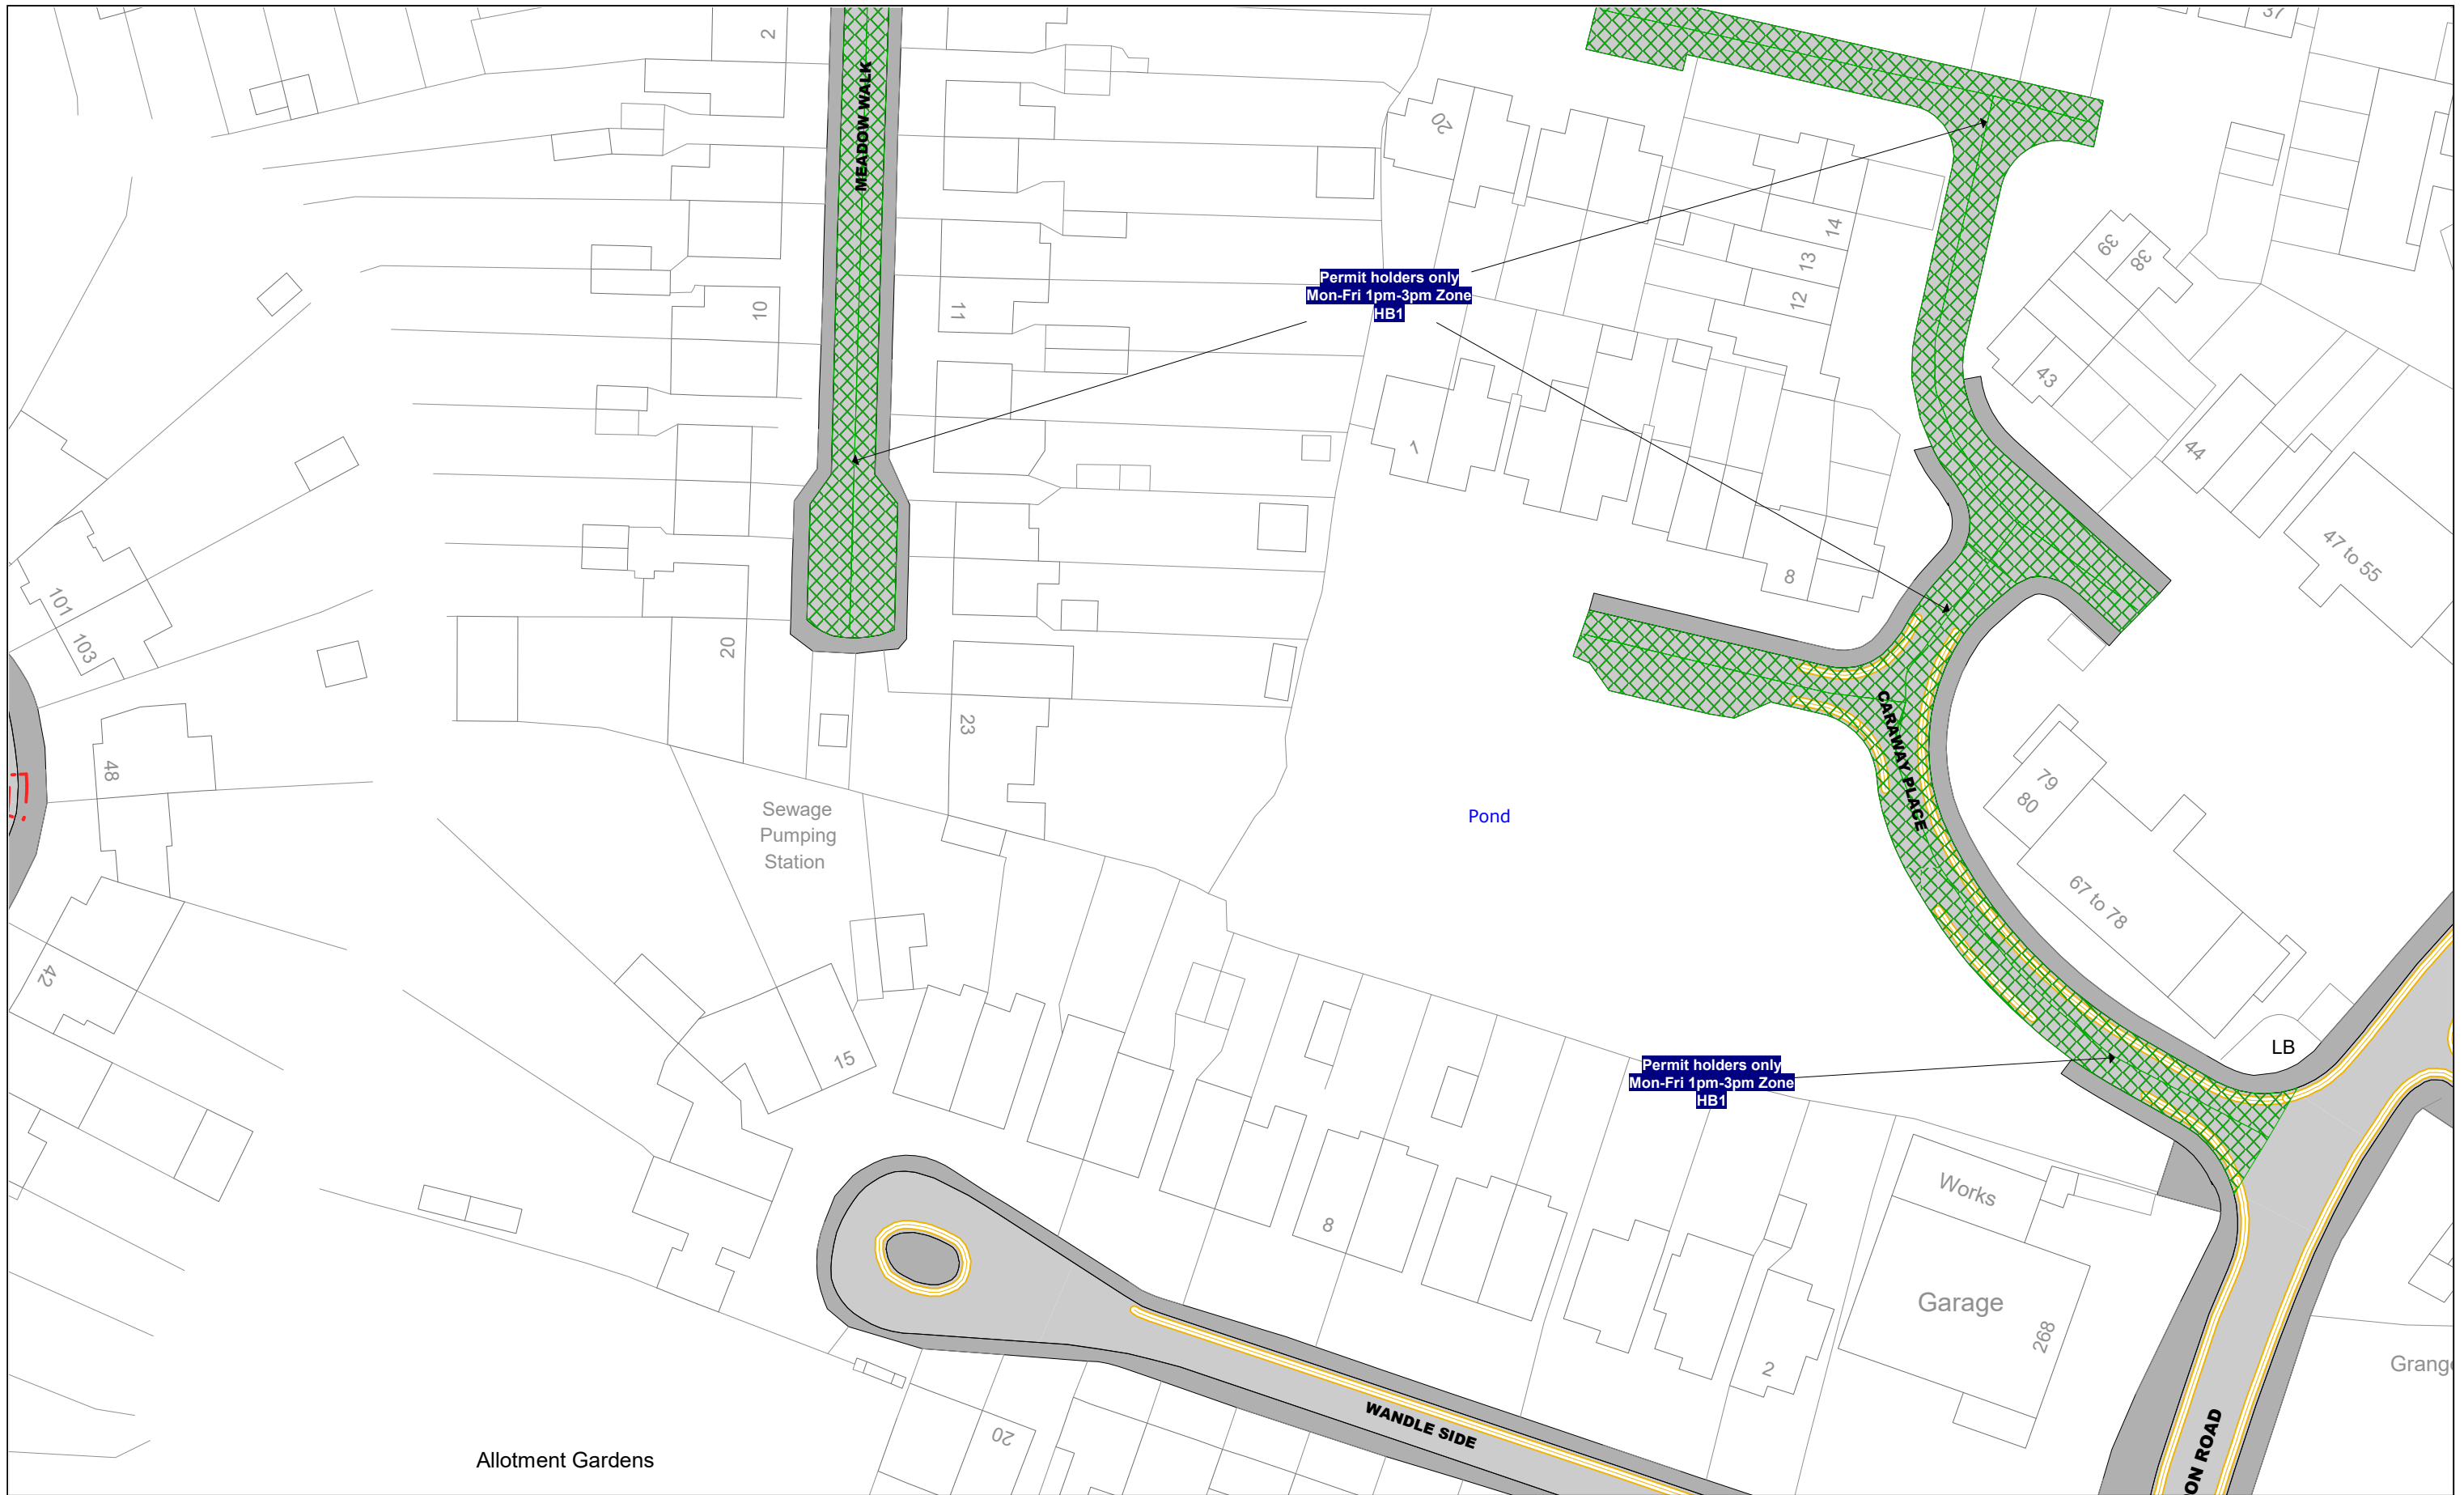 2
37
MEADOW WALK
20
14
13
12
39
38
10
11
Permit holders only
Mon-Fri 1pm-3pm Zone
HB1
43
44
1
47 to 55
8
101
103
20
23
48
CARAWAY PLACE
79
80
Sewage
Pumping
Station
Pond
67 to 78
42
15
LB
Permit holders only
Mon-Fri 1pm-3pm Zone
HB1
8
Works
Garage
268
2
Grange
WANDLE SIDE
20
Allotment Gardens
ON ROAD